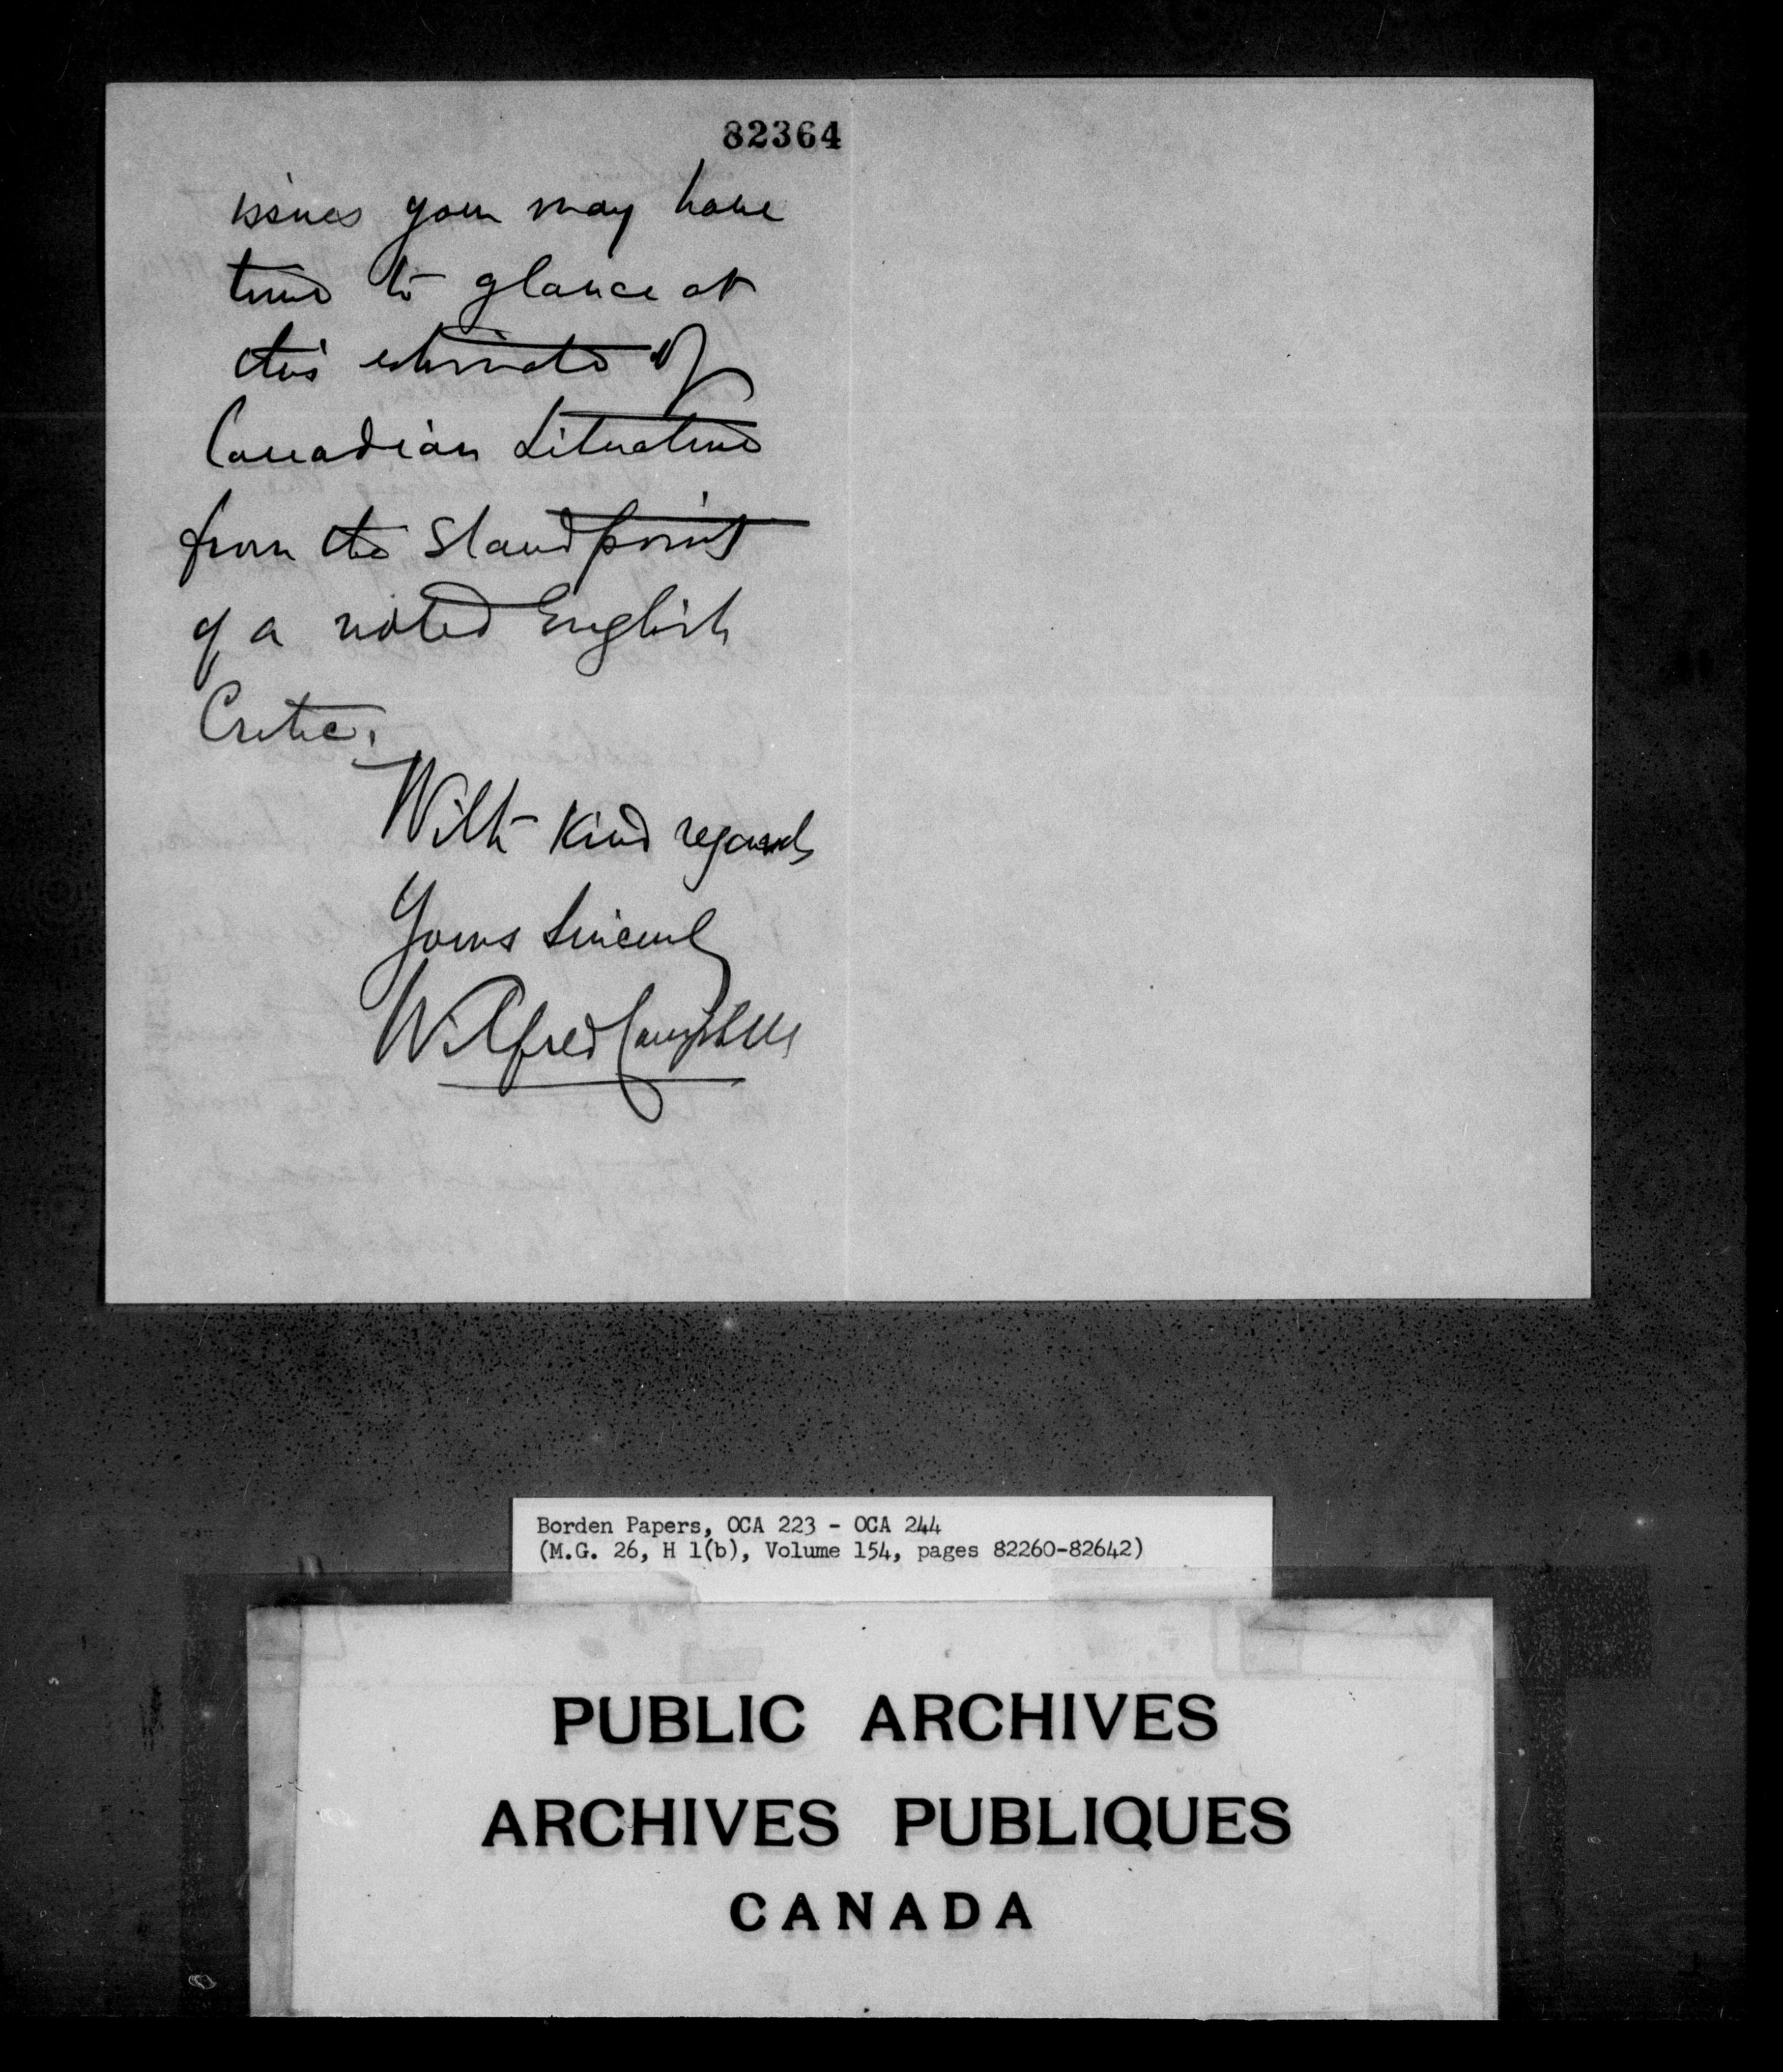 82364
issues you may have
time to glance at
this estimate of
Canadian Literature
from the Standpoint
of a noted English
Critic.
With Kind regards
Yours Sincerely
Wilfred Campbell
Borden Papers, OCA 223 - OCA 244
(M.G. 26, H 1(b), Volume 154, pages 82260-82642)
PUBLIC ARCHIVES
ARCHIVES PUBLIQUES
CANADA